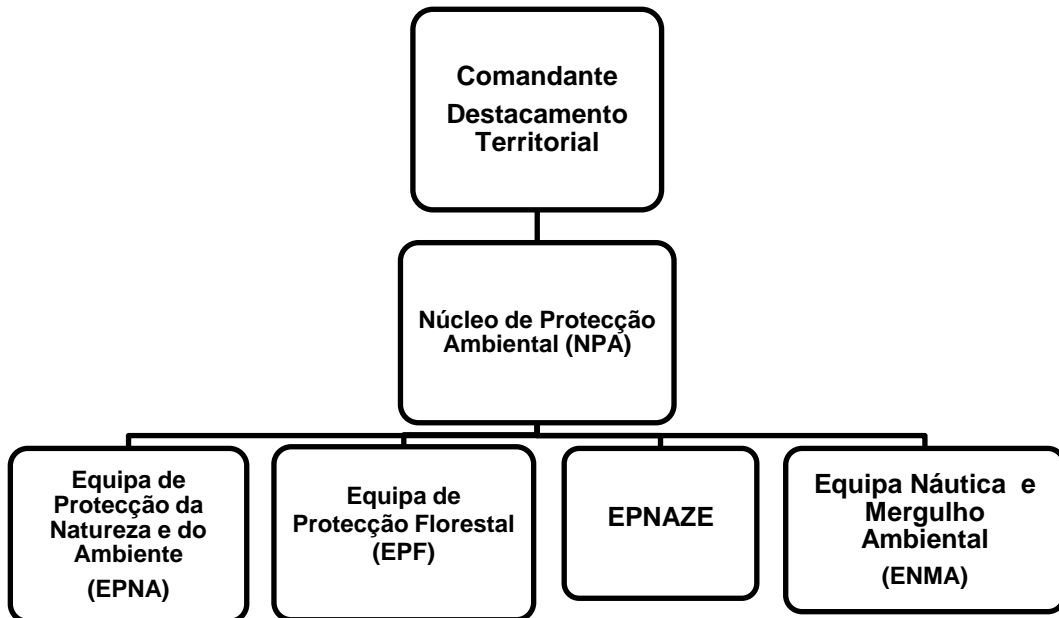 Comandante
Destacamento
Territorial
Núcleo de Protecção
Ambiental (NPA)
Equipa de
Protecção da
Natureza e do
Ambiente
(EPNA)
Equipa de
Protecção Florestal
(EPF)
EPNAZE
Equipa Náutica e
Mergulho
Ambiental
(ENMA)